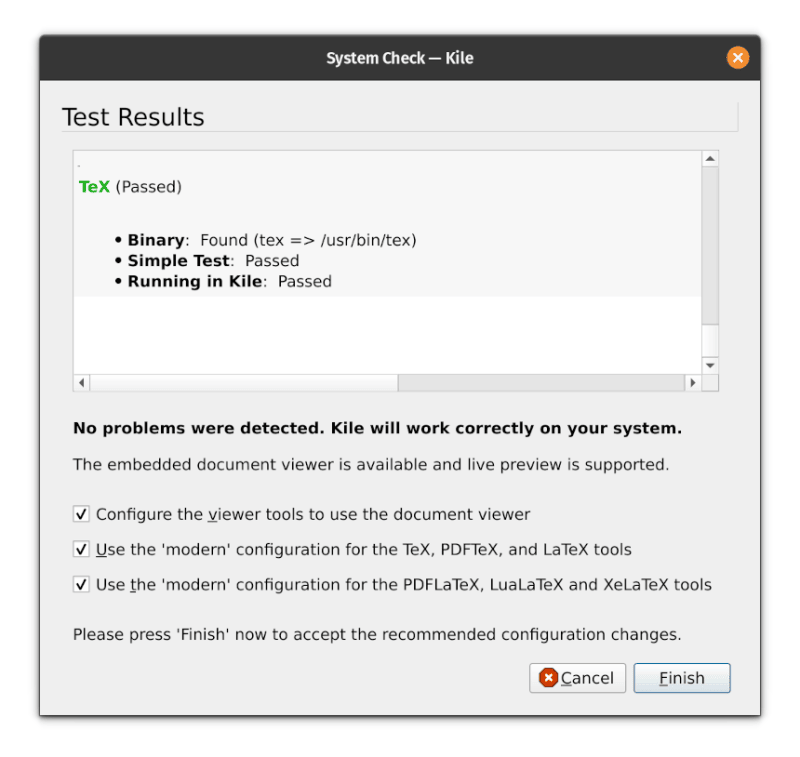 System Check — Kile
Test Results
TeX (Passed)
• Binary: Found (tex => /usr/bin/tex)
• Simple Test: Passed
• Running in Kile: Passed
No problems were detected. Kile will work correctly on your system.
The embedded document viewer is available and live preview is supported.
Configure the viewer tools to use the document viewer
Use the 'modern' configuration for the TeX, PDFTeX, and LaTeX tools
Use the 'modern' configuration for the PDFLaTeX, LuaLaTeX and XeLaTeX tools
Please press 'Finish' now to accept the recommended configuration changes.
Cancel Finish